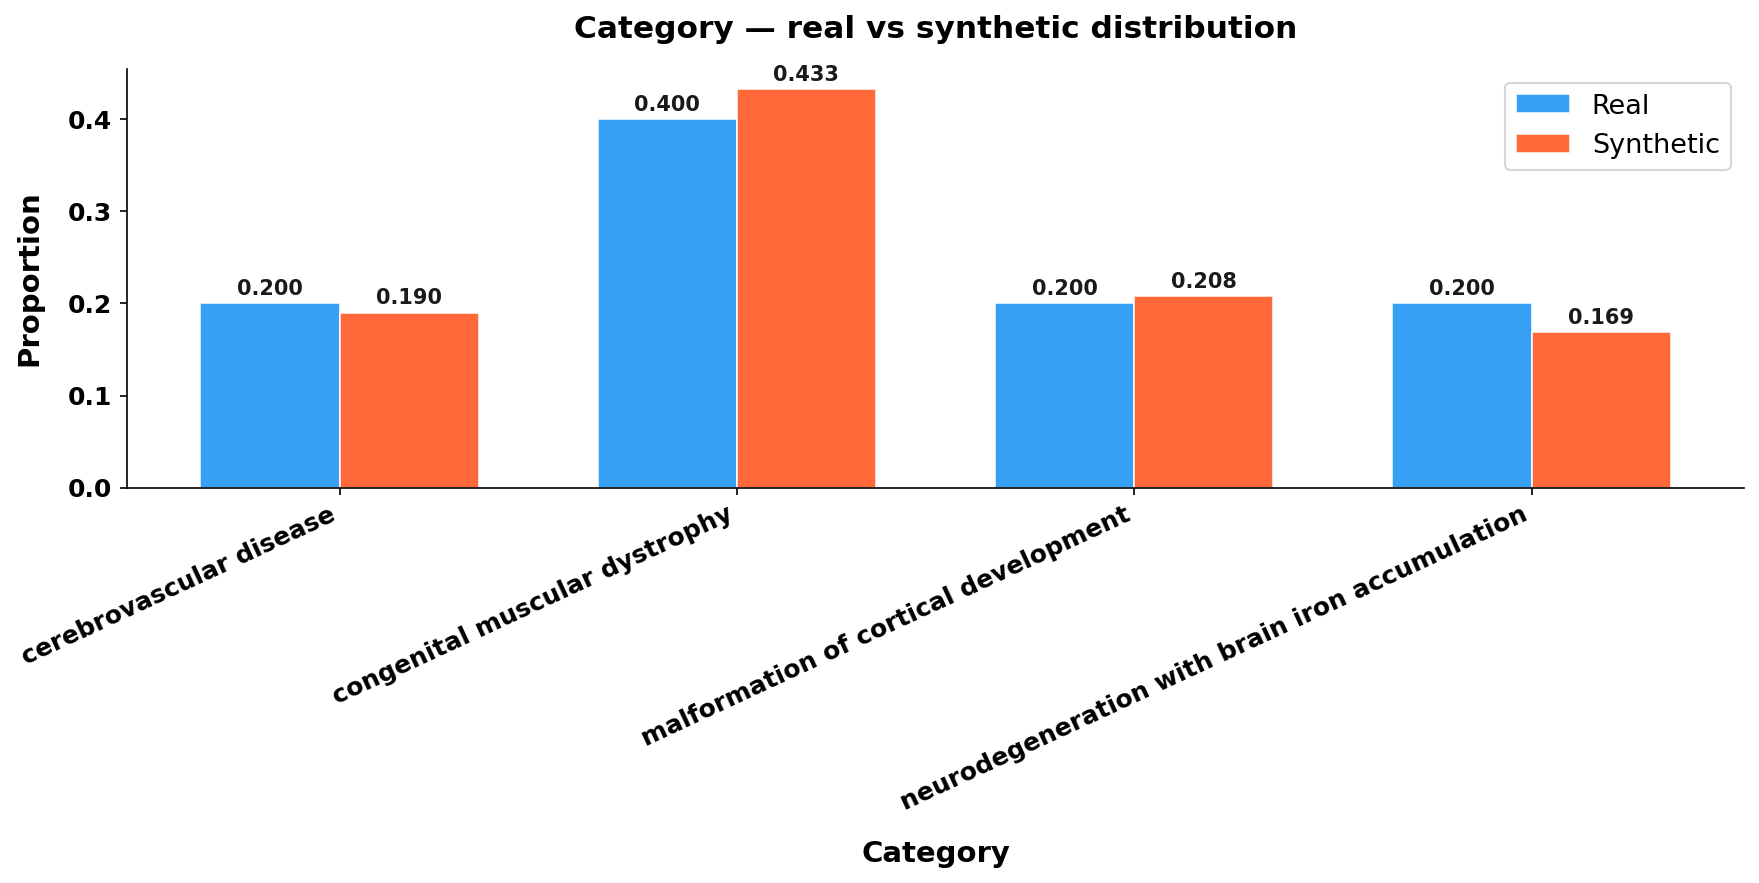 Category — real vs synthetic distribution
Real
Synthetic
Proportion
0.4
0.3
0.2
0.1
0.0
0.200
0.190
0.400
0.433
0.200
0.208
0.200
0.169
cerebrovascular disease
congenital muscular dystrophy
malformation of cortical development
neurodegeneration with brain iron accumulation
Category